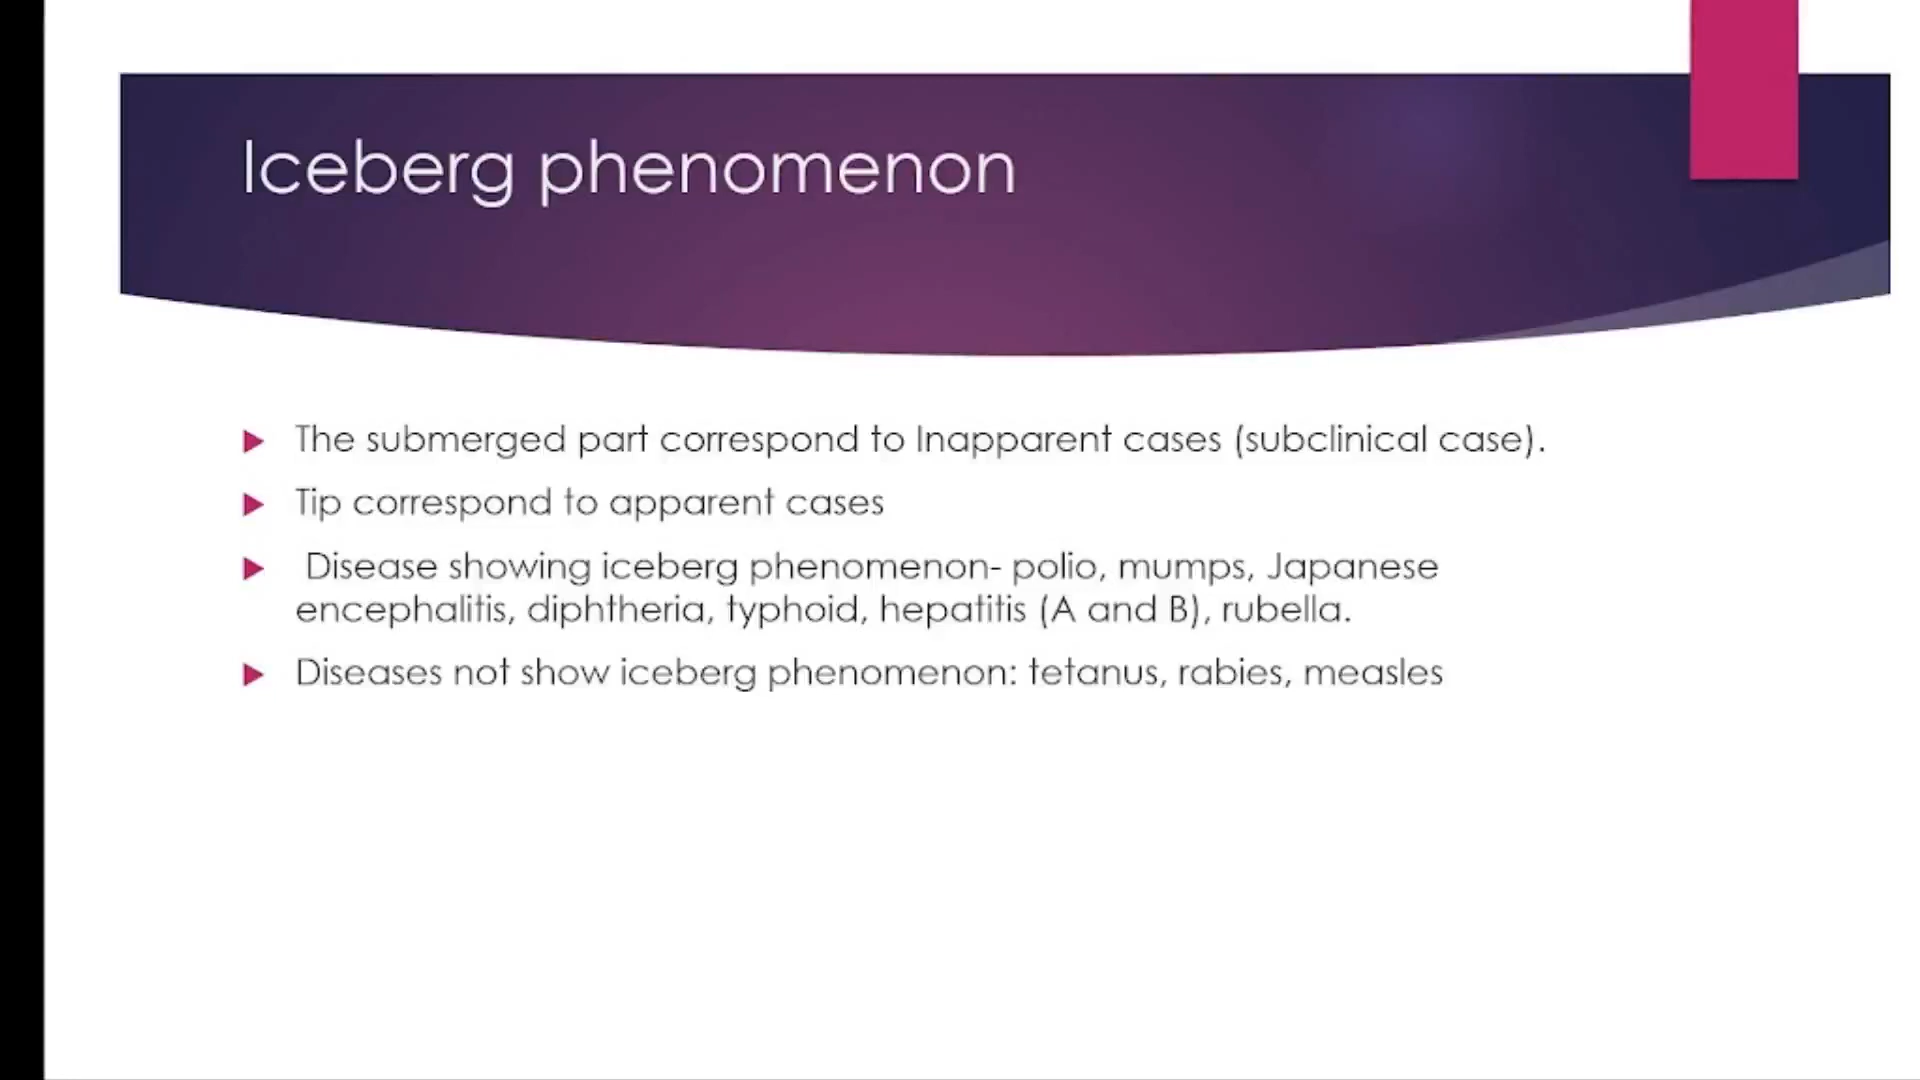 Iceberg phenomenon
The submerged part correspond to Inapparent cases (subclinical case).
Tip correspond to apparent cases
Disease showing iceberg phenomenon- polio, mumps, Japanese
encephalitis, diphtheria, typhoid, hepatitis (A and B), rubella.
Diseases not show iceberg phenomenon: tetanus, rabies, measles